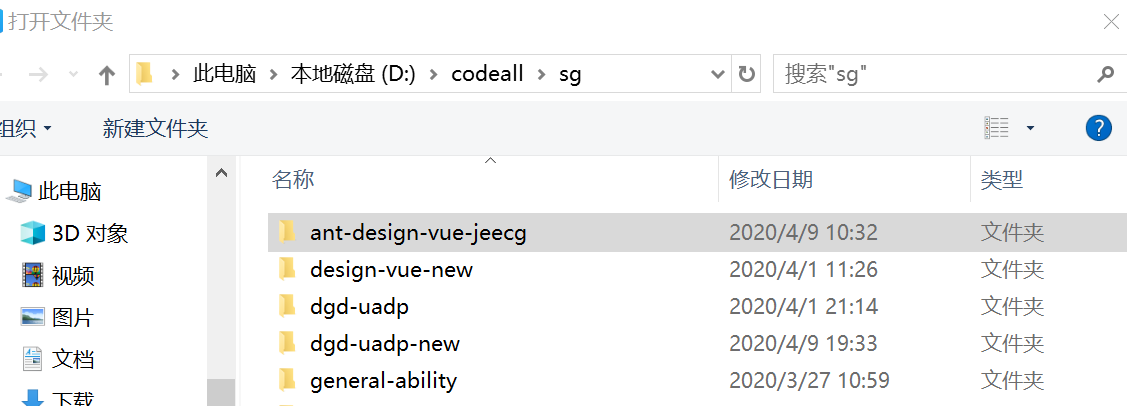 打开文件夹
此电脑 本地磁盘 (D:) codeall sg 搜索"sg"
组织 新建文件夹 ?
名称 修改日期 类型
此电脑
3D 对象
视频
图片
文档
下载
ant-design-vue-jeecg 2020/4/9 10:32 文件夹
design-vue-new 2020/4/1 11:26 文件夹
dgd-uadp 2020/4/1 21:14 文件夹
dgd-uadp-new 2020/4/9 19:33 文件夹
general-ability 2020/3/27 10:59 文件夹